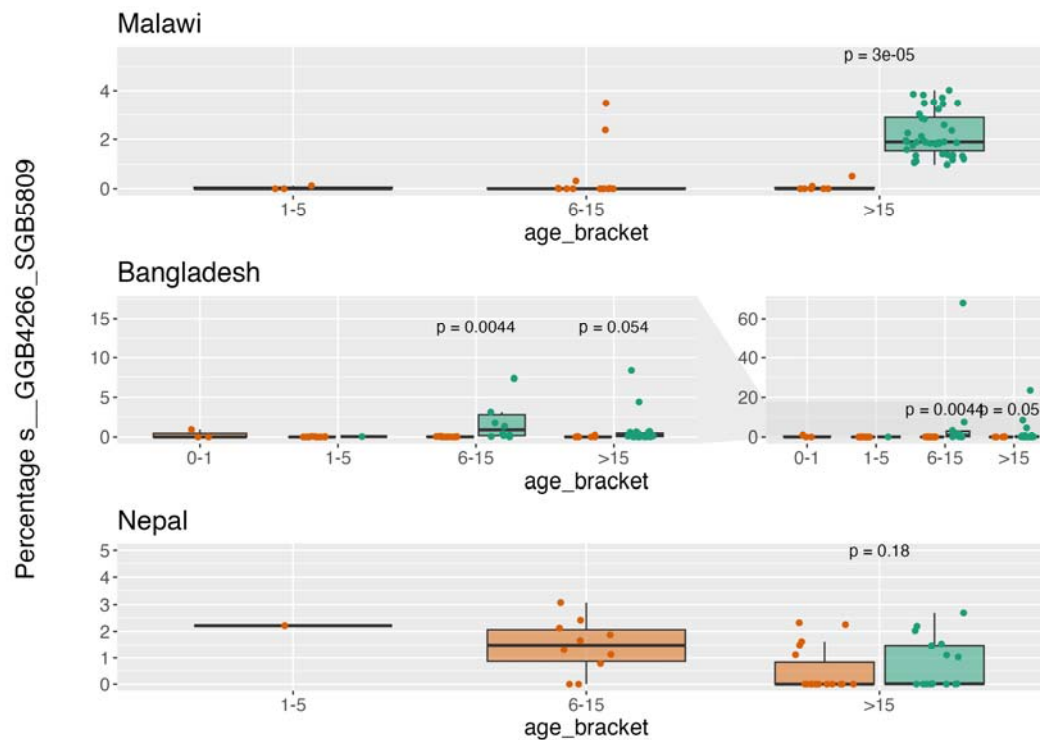 Malawi
p = 3e-05
4
2
0
1-5
6-15
>15
age_bracket
Percentage s__GGB4266_SGB5809
Bangladesh
15
10
5
0
p = 0.0044
p = 0.054
0-1
1-5
6-15
>15
age_bracket
60
40
20
0
p = 0.0044
p = 0.05
0-1
1-5
6-15
>15
age_bracket
Nepal
5
4
3
2
1
0
p = 0.18
1-5
6-15
>15
age_bracket